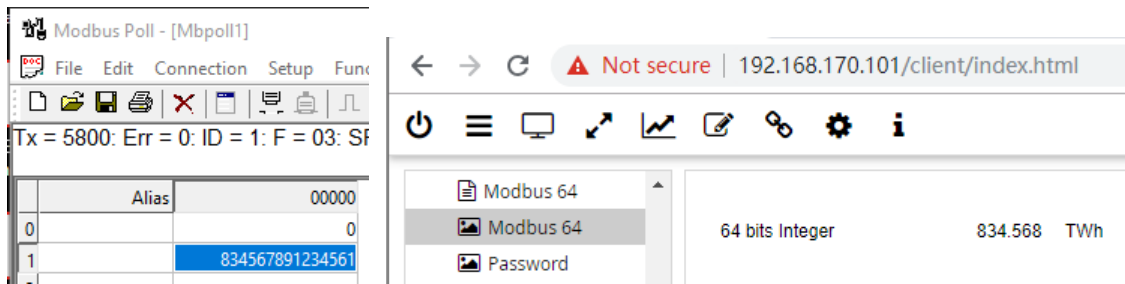 Modbus Poll - [Mbpoll1]
File Edit Connection Setup Func
Tx = 5800: Err = 0: ID = 1: F = 03: SR
Alias 00000
0 0
1 834567891234561
Not secure | 192.168.170.101/client/index.html
Modbus 64
Modbus 64
Password
64 bits Integer 834.568 TWh